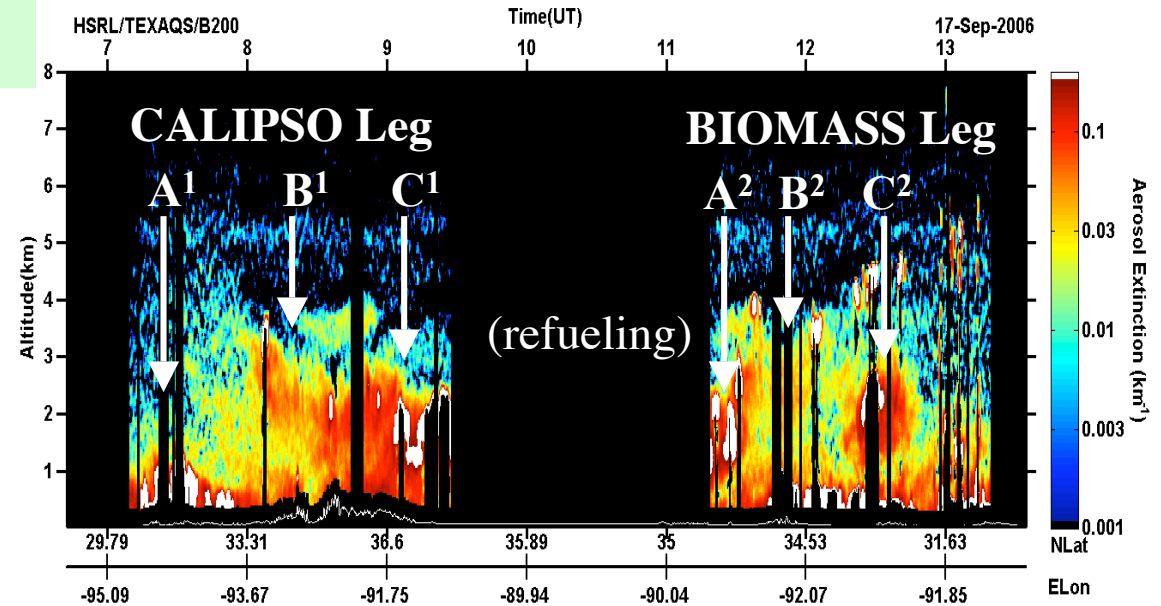 HSRL/TEXAQS/B200
Time(UT)
17-Sep-2006
7 8 9 10 11 12 13
CALIPSO Leg
BIOMASS Leg
A¹ B¹ C¹
A² B² C²
(refueling)
Altitude(km)
8
7
6
5
4
3
2
1
0.1
0.03
0.01
0.003
0.001
Aerosol Extinction (km⁻¹)
29.79 33.31 36.6 35.89 35 34.53 31.63
NLat
-95.09 -93.67 -91.75 -89.94 -90.04 -92.07 -91.85
ELon